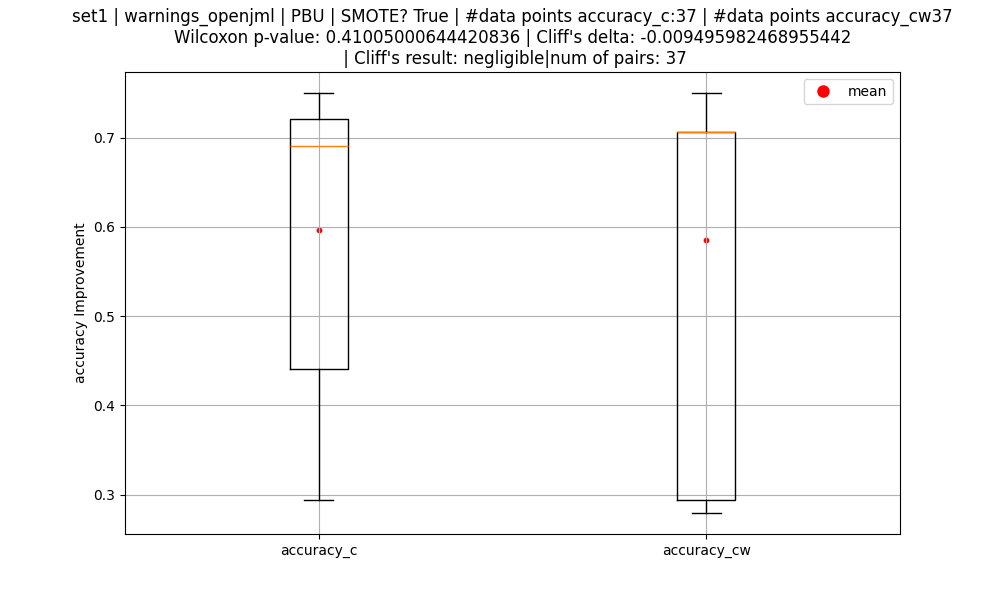 set1 | warnings_openjml | PBU | SMOTE? True | #data points accuracy_c:37 | #data points accuracy_cw37
Wilcoxon p-value: 0.41005000644420836 | Cliff's delta: -0.009495982468955442
| Cliff's result: negligible|num of pairs: 37
mean
0.7
0.6
0.5
0.4
0.3
accuracy Improvement
accuracy_c
accuracy_cw